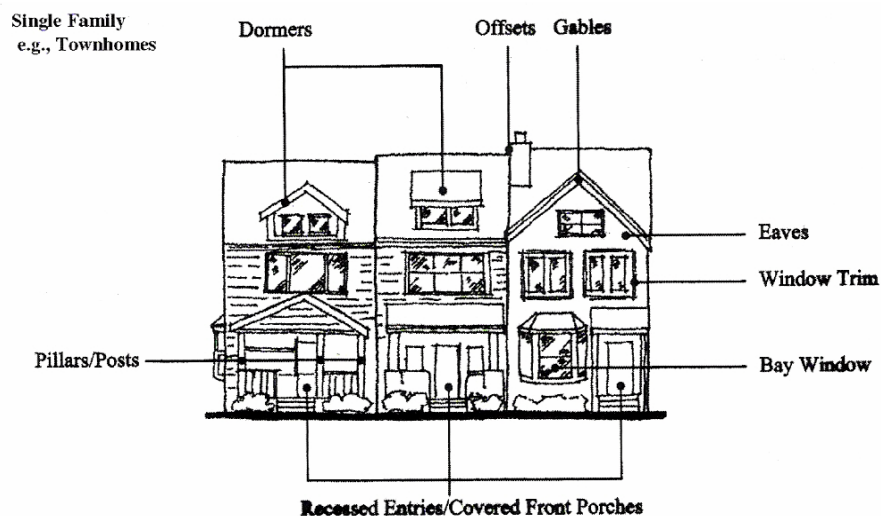 Single Family
e.g., Townhomes
Dormers
Offsets Gables
Eaves
Window Trim
Pillars/Posts
Bay Window
Recessed Entries/Covered Front Porches